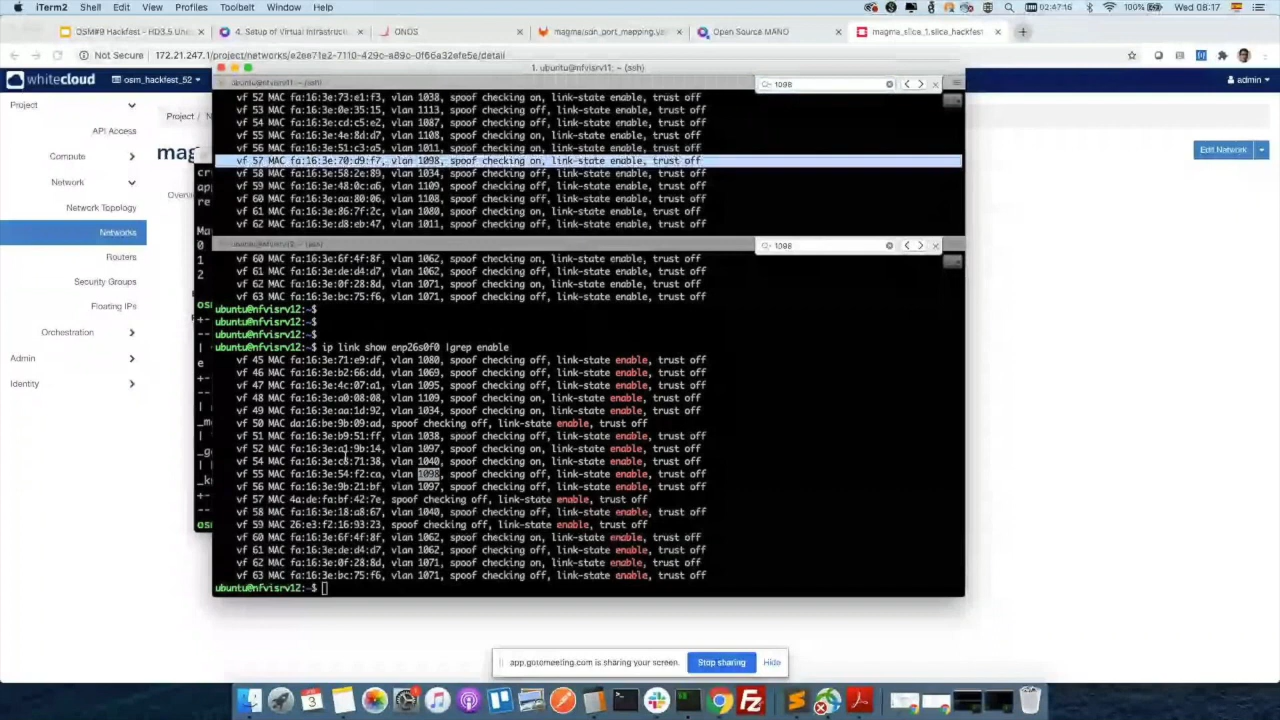 iTerm2 Shell Edit View Profiles Toolbelt Window Help 02:47:16 100% Wed 08:17
OSM#9 Hackfest - HD3.5 Unis
4. Setup of Virtual Infrastruct
ONOS
magma/sdn_port_mapping.ya
Open Source MANO
magma_slice_1.slice_hackfest
Not Secure 172.21.247.1/project/networks/e2ee71e2-7110-429c-a089-0f66a32efe5e/detail
whitecloud osm_hackfest_52 admin
1. ubuntu@nfvisrv11: ~ (ssh)
ubuntu@nfvisrv11: ~ (ssh) 1098
Project
API Access
Compute
Network
Network Topology
Networks
Routers
Security Groups
Floating IPs
Orchestration
Admin
Identity
Project / N
mag
Overvi
Edit Network
vf 52 MAC fa:16:3e:73:e1:f3, vlan 1038, spoof checking on, link-state enable, trust off
vf 53 MAC fa:16:3e:0e:35:15, vlan 1113, spoof checking on, link-state enable, trust off
vf 54 MAC fa:16:3e:cd:c5:e2, vlan 1087, spoof checking on, link-state enable, trust off
vf 55 MAC fa:16:3e:4e:8d:d7, vlan 1108, spoof checking on, link-state enable, trust off
vf 56 MAC fa:16:3e:51:c3:a5, vlan 1011, spoof checking on, link-state enable, trust off
vf 57 MAC fa:16:3e:70:d9:f7, vlan 1098, spoof checking on, link-state enable, trust off
vf 58 MAC fa:16:3e:58:2e:89, vlan 1034, spoof checking on, link-state enable, trust off
vf 59 MAC fa:16:3e:48:0c:a6, vlan 1109, spoof checking on, link-state enable, trust off
vf 60 MAC fa:16:3e:aa:80:06, vlan 1108, spoof checking on, link-state enable, trust off
vf 61 MAC fa:16:3e:86:7f:2c, vlan 1080, spoof checking on, link-state enable, trust off
vf 62 MAC fa:16:3e:d8:eb:47, vlan 1011, spoof checking on, link-state enable, trust off
ubuntu@nfvisrv12: ~ (ssh) 1098
vf 60 MAC fa:16:3e:6f:4f:8f, vlan 1062, spoof checking off, link-state enable, trust off
vf 61 MAC fa:16:3e:de:d4:d7, vlan 1062, spoof checking off, link-state enable, trust off
vf 62 MAC fa:16:3e:0f:28:8d, vlan 1071, spoof checking off, link-state enable, trust off
vf 63 MAC fa:16:3e:bc:75:f6, vlan 1071, spoof checking off, link-state enable, trust off
ubuntu@nfvisrv12:~$
ubuntu@nfvisrv12:~$
ubuntu@nfvisrv12:~$
ubuntu@nfvisrv12:~$ ip link show enp26s0f0 |grep enable
vf 45 MAC fa:16:3e:71:e9:df, vlan 1080, spoof checking off, link-state enable, trust off
vf 46 MAC fa:16:3e:b2:66:dd, vlan 1040, spoof checking off, link-state enable, trust off
vf 47 MAC fa:16:3e:4c:07:a1, vlan 1095, spoof checking off, link-state enable, trust off
vf 48 MAC fa:16:3e:a0:08:08, vlan 1109, spoof checking off, link-state enable, trust off
vf 49 MAC fa:16:3e:aa:1d:92, vlan 1034, spoof checking off, link-state enable, trust off
vf 50 MAC da:16:be:9b:09:ad, spoof checking off, link-state enable, trust off
vf 51 MAC fa:16:3e:b9:51:ff, vlan 1038, spoof checking on, link-state enable, trust off
vf 52 MAC fa:16:3e:d1:9b:14, vlan 1097, spoof checking on, link-state enable, trust off
vf 54 MAC fa:16:3e:cd:71:38, vlan 1040, spoof checking on, link-state enable, trust off
vf 55 MAC fa:16:3e:54:f2:ca, vlan 1098, spoof checking off, link-state enable, trust off
vf 56 MAC fa:16:3e:9b:21:bf, vlan 1097, spoof checking off, link-state enable, trust off
vf 57 MAC 4a:de:fa:bf:42:7e, spoof checking off, link-state enable, trust off
vf 58 MAC fa:16:3e:18:a8:67, vlan 1040, spoof checking off, link-state enable, trust off
vf 59 MAC 26:e3:f2:16:93:23, spoof checking off, link-state enable, trust off
vf 60 MAC fa:16:3e:6f:4f:8f, vlan 1062, spoof checking off, link-state enable, trust off
vf 61 MAC fa:16:3e:de:d4:d7, vlan 1062, spoof checking off, link-state enable, trust off
vf 62 MAC fa:16:3e:0f:28:8d, vlan 1071, spoof checking off, link-state enable, trust off
vf 63 MAC fa:16:3e:bc:75:f6, vlan 1071, spoof checking off, link-state enable, trust off
ubuntu@nfvisrv12:~$
app.gotomeeting.com is sharing your screen. Stop sharing Hide